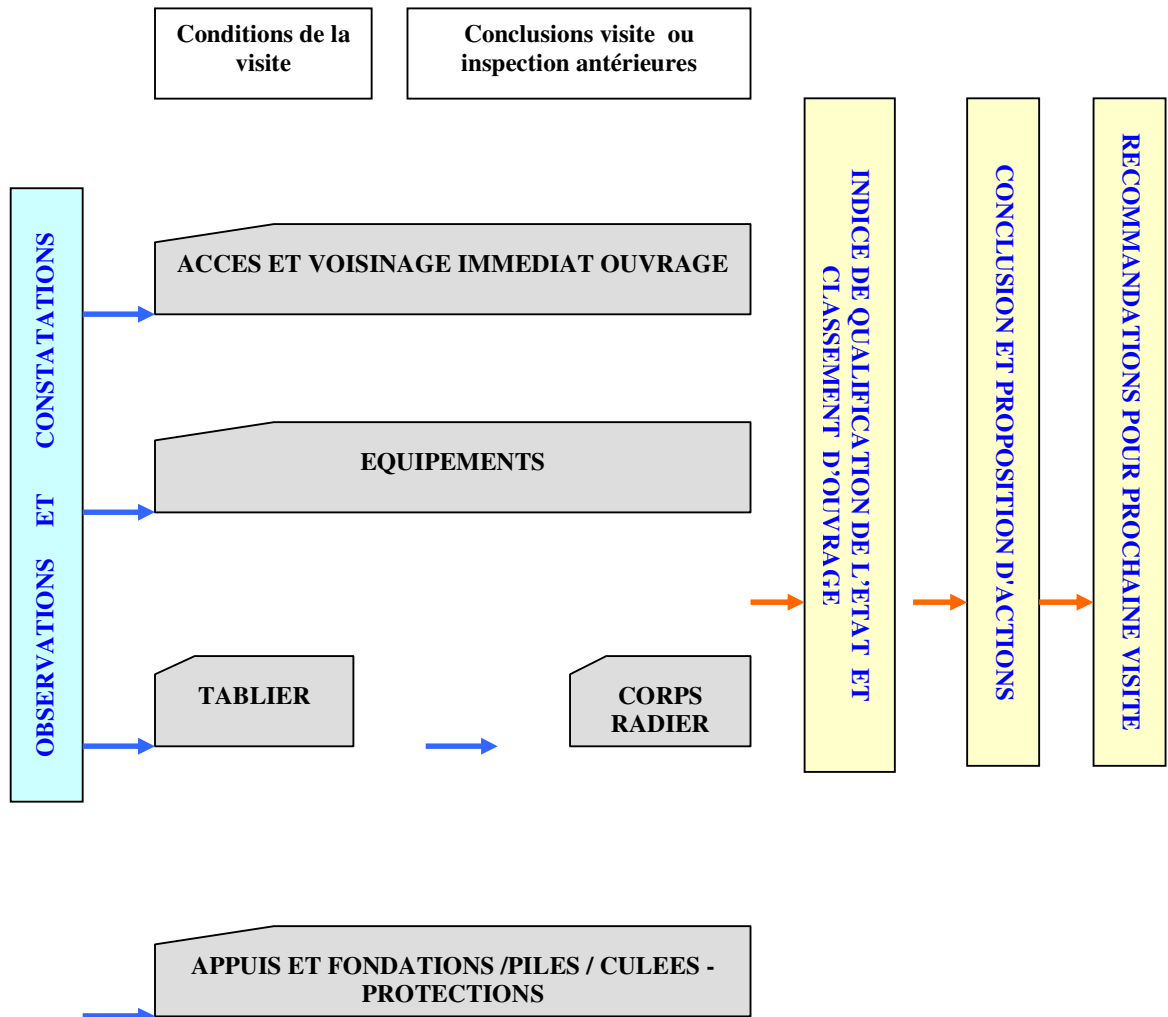 Conditions de la
visite
Conclusions visite ou
inspection antérieures
OBSERVATIONS ET CONSTATATIONS
ACCES ET VOISINAGE IMMEDIAT OUVRAGE
EQUIPEMENTS
TABLIER
CORPS
RADIER
APPUIS ET FONDATIONS /PILES / CULEES -
PROTECTIONS
INDICE DE QUALIFICATION DE L'ETAT ET
CLASSEMENT D'OUVRAGE
CONCLUSION ET PROPOSITION D'ACTIONS
RECOMMANDATIONS POUR PROCHAINE VISITE